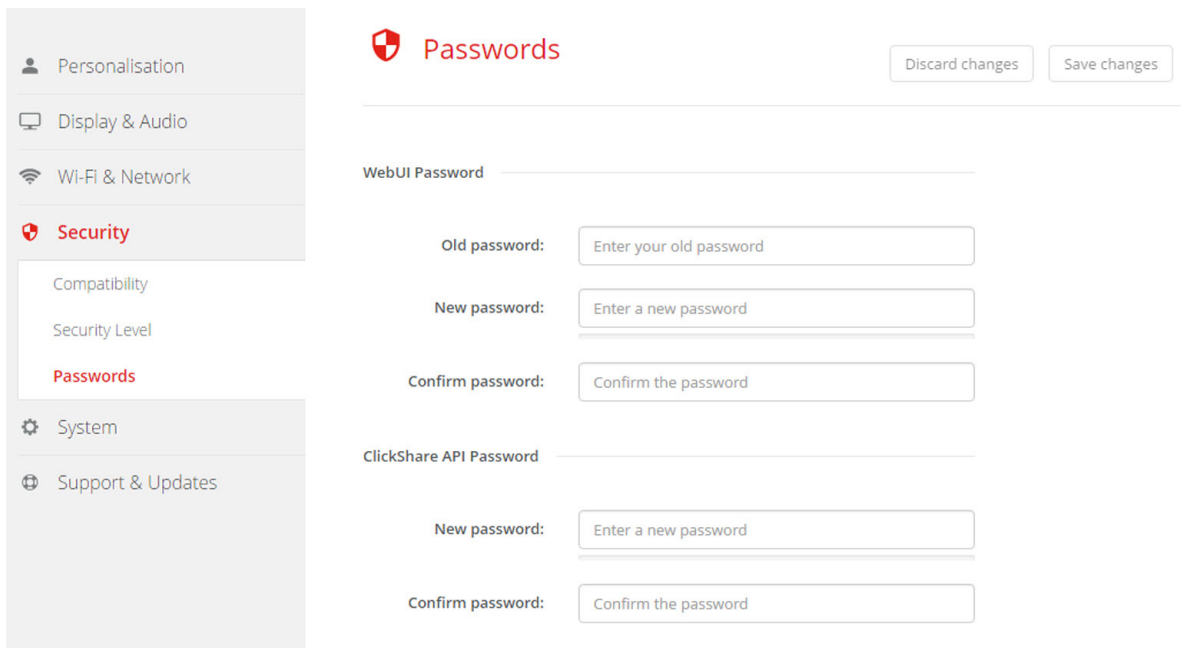 Personalisation
Display & Audio
Wi-Fi & Network
Security
Compatibility
Security Level
Passwords
System
Support & Updates
Passwords
Discard changes
Save changes
WebUI Password
Old password: Enter your old password
New password: Enter a new password
Confirm password: Confirm the password
ClickShare API Password
New password: Enter a new password
Confirm password: Confirm the password